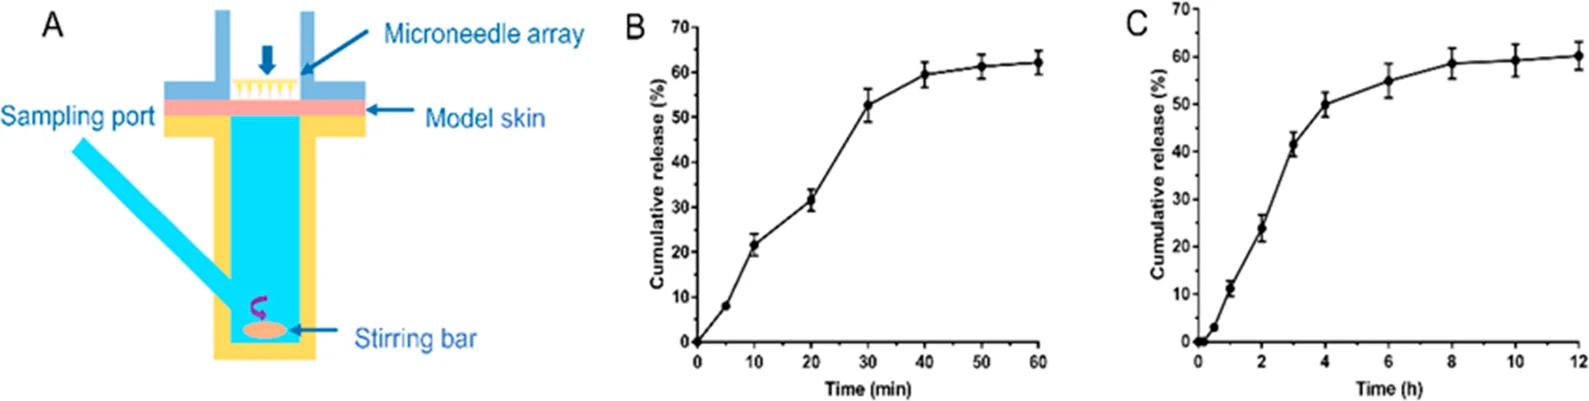 A
Microneedle array
Sampling port
Model skin
Stirring bar
B
Cumulative release (%)
70
60
50
40
30
20
10
0
0 10 20 30 40 50 60
Time (min)
C
Cumulative release (%)
70
60
50
40
30
20
10
0
0 2 4 6 8 10 12
Time (h)